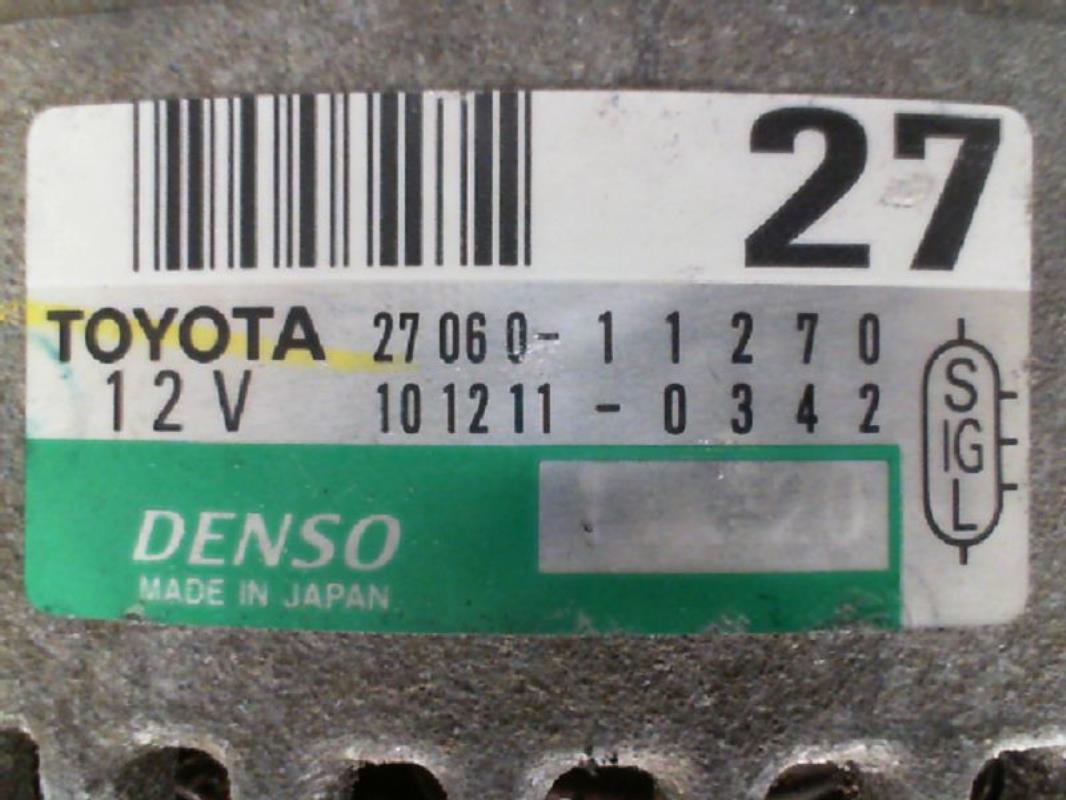 27
TOYOTA 27060-11270
12V 101211-0342
S
IG
L
DENSO
MADE IN JAPAN